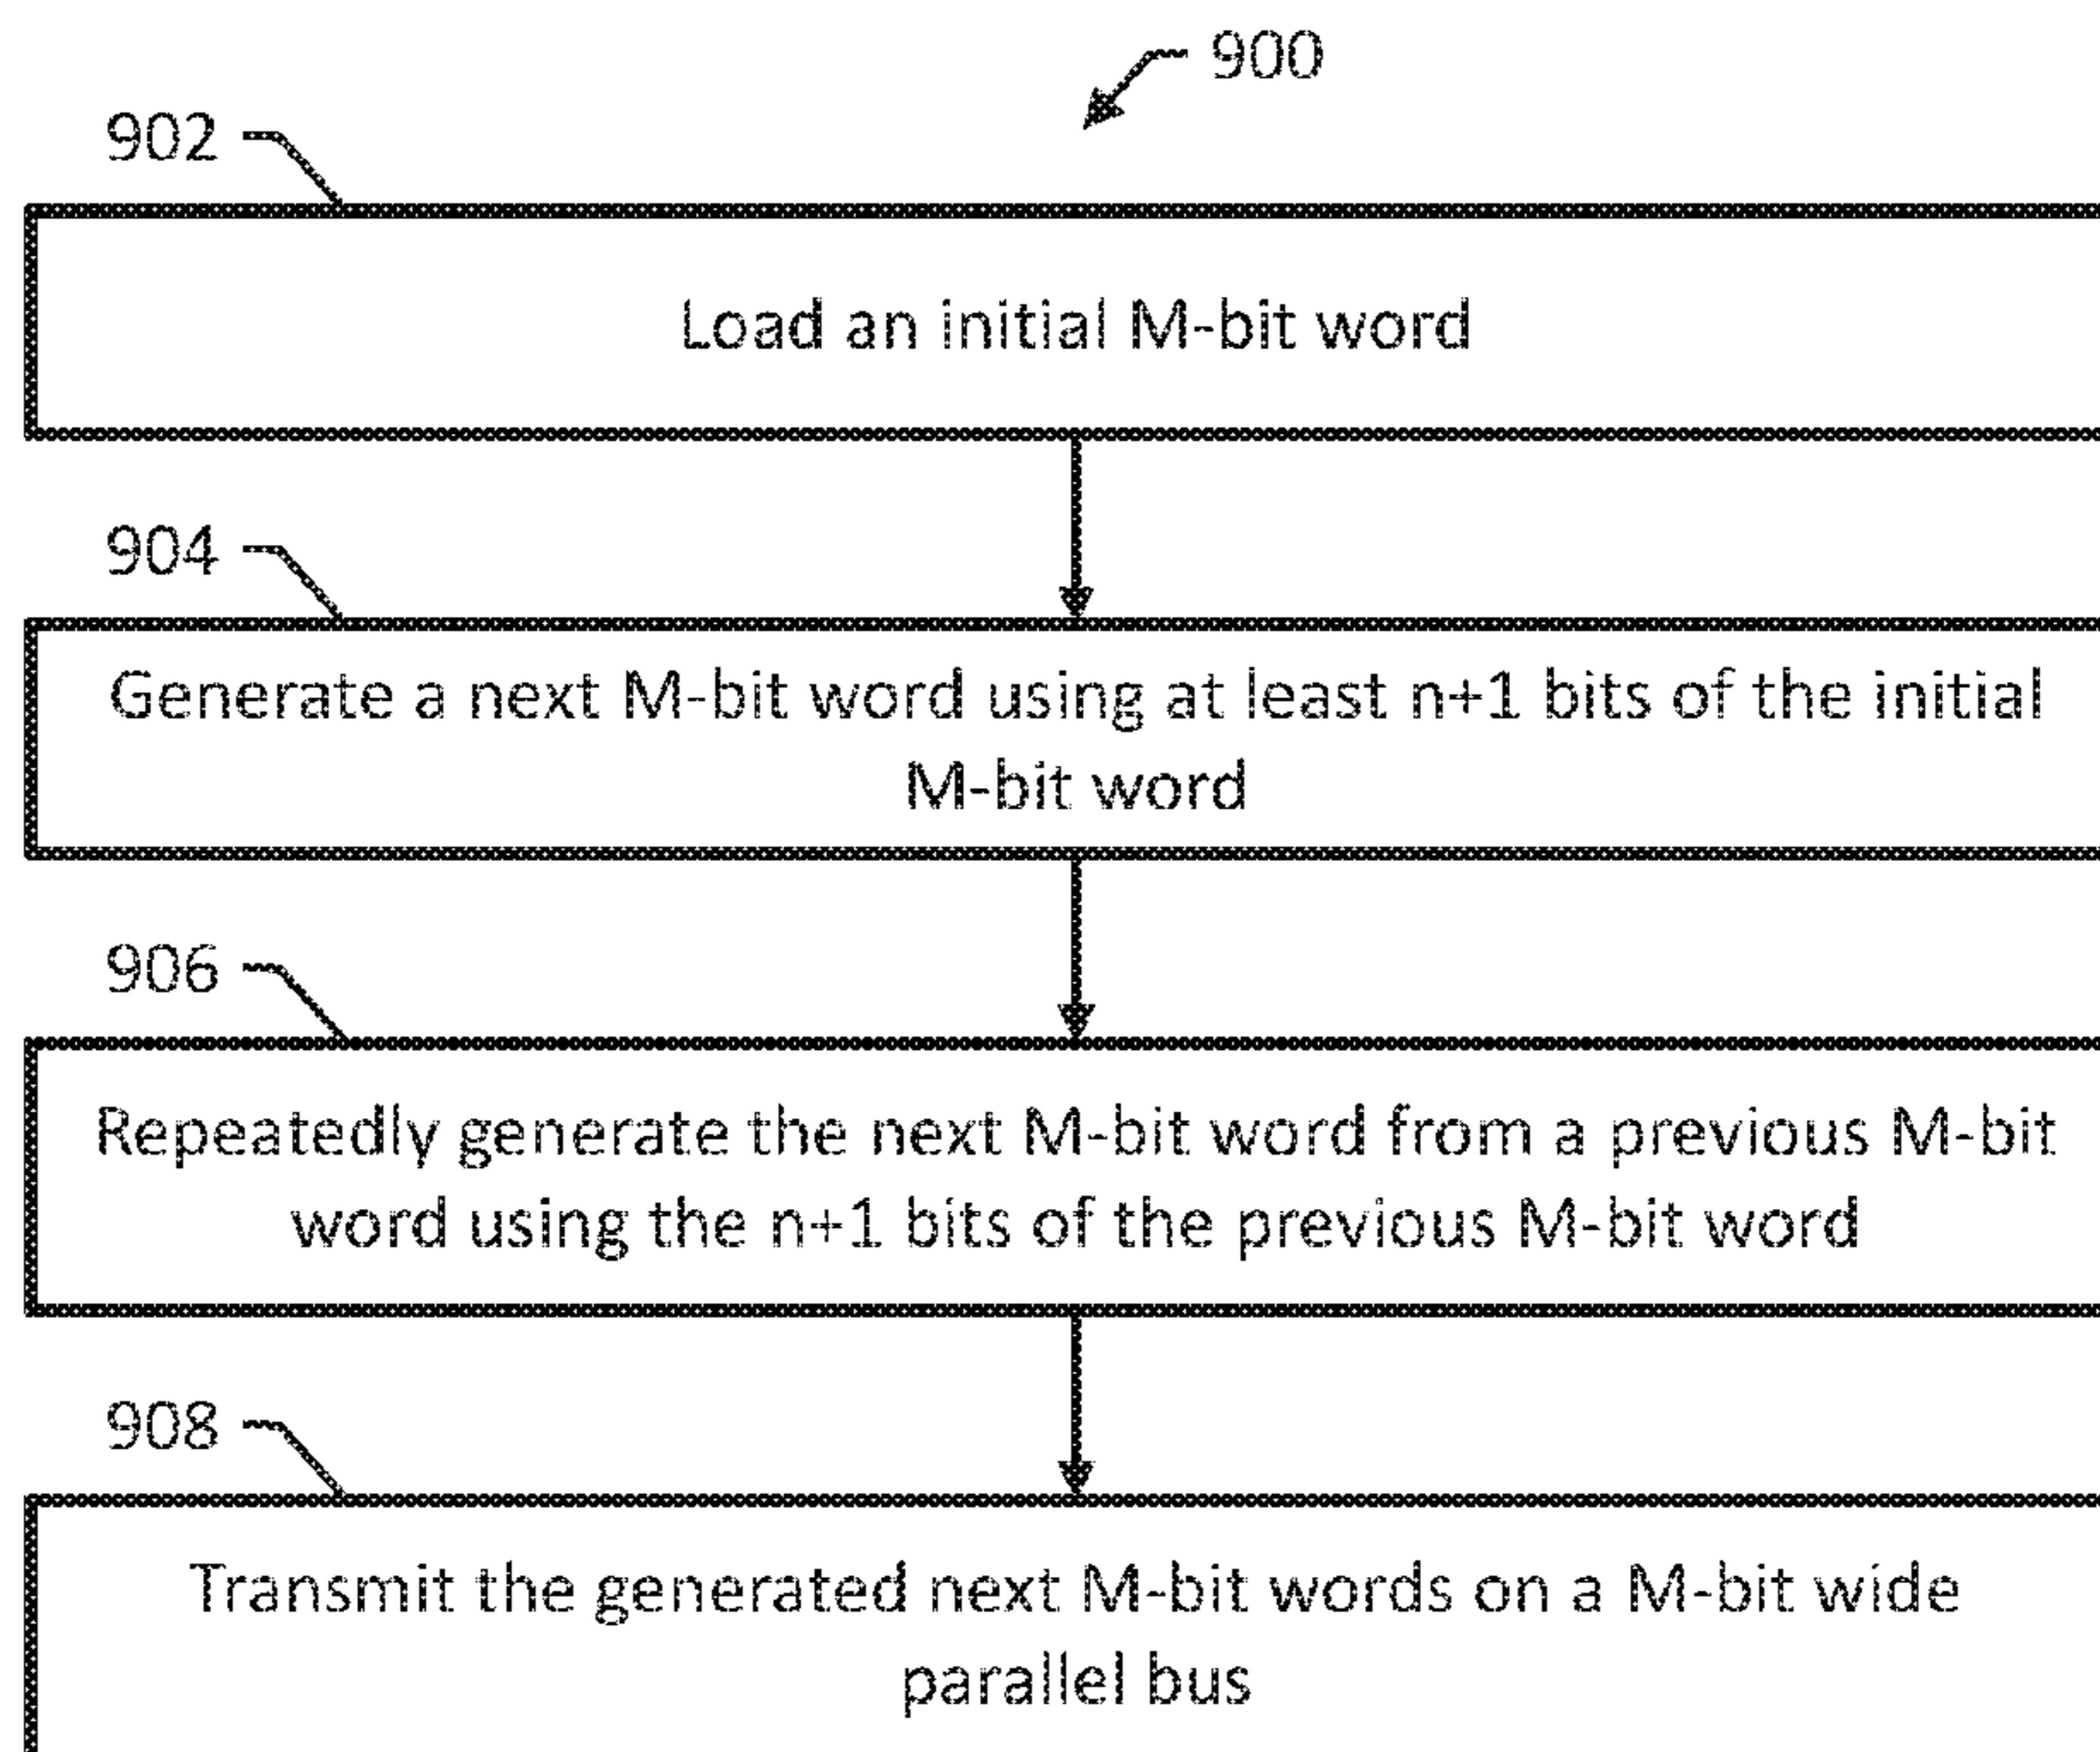 900
902
Load an initial M-bit word
904
Generate a next M-bit word using at least n+1 bits of the initial
M-bit word
906
Repeatedly generate the next M-bit word from a previous M-bit
word using the n+1 bits of the previous M-bit word
908
Transmit the generated next M-bit words on a M-bit wide
parallel bus